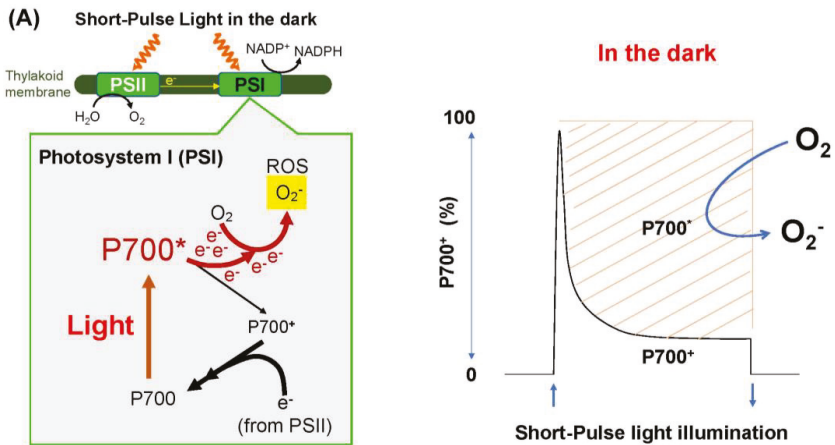 (A)
Short-Pulse Light in the dark
NADP⁺ NADPH
Thylakoid
membrane
PSII
e⁻
PSI
H₂O O₂
Photosystem I (PSI)
ROS
O₂⁻
O₂
e⁻
e⁻ e⁻
e⁻
e⁻ e⁻
P700*
Light
P700⁺
P700
e⁻
(from PSII)
In the dark
100
P700⁺ (%)
0
O₂
P700*
O₂⁻
P700⁺
Short-Pulse light illumination